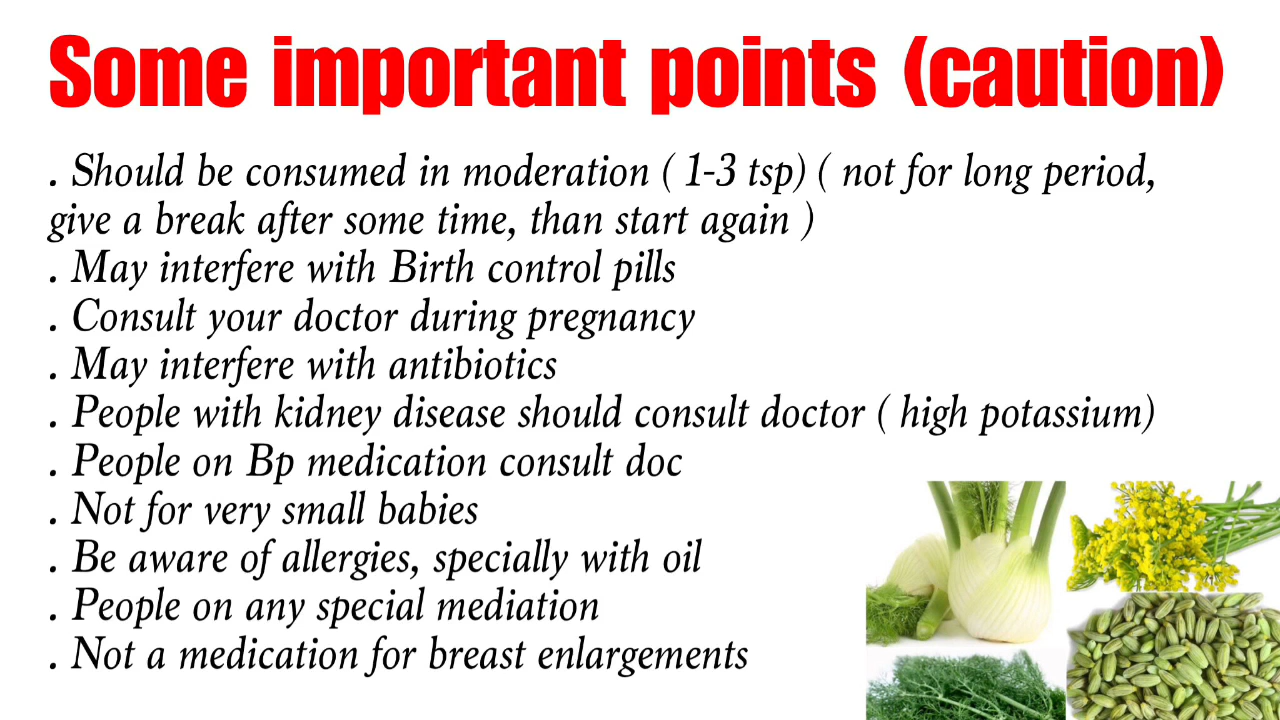 Some important points (caution)
. Should be consumed in moderation ( 1-3 tsp) ( not for long period,
give a break after some time, than start again )
. May interfere with Birth control pills
. Consult your doctor during pregnancy
. May interfere with antibiotics
. People with kidney disease should consult doctor ( high potassium)
. People on Bp medication consult doc
. Not for very small babies
. Be aware of allergies, specially with oil
. People on any special mediation
. Not a medication for breast enlargements